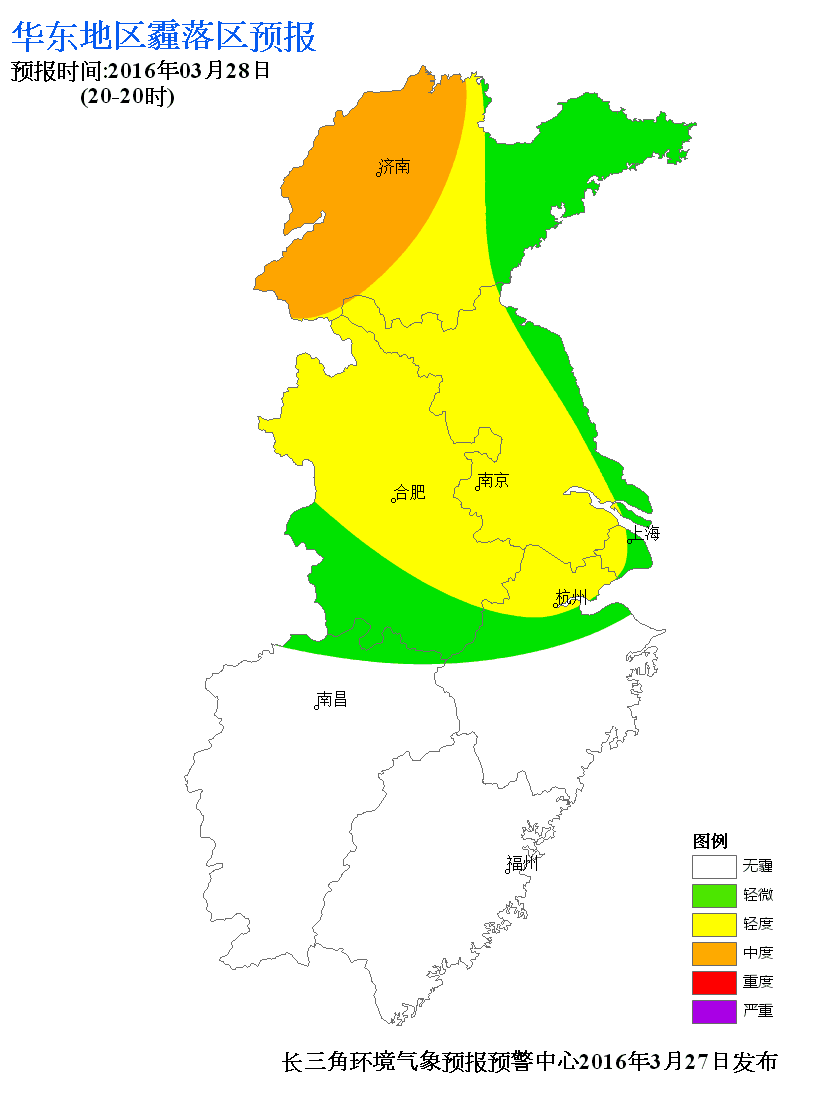 华东地区霾落区预报
预报时间:2016年03月28日
(20-20时)
济南
合肥
南京
上海
杭州
南昌
福州
图例
无霾
轻微
轻度
中度
重度
严重
长三角环境气象预报预警中心2016年3月27日发布